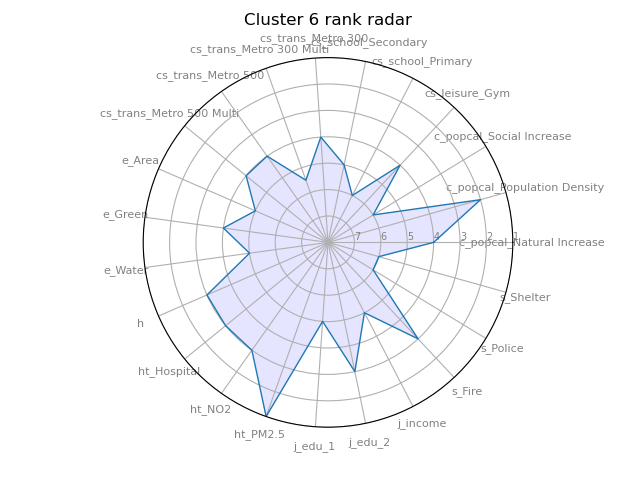 Cluster 6 rank radar
cs_trans_Metro 300
cs_school_Secondary
cs_trans_Metro 300 Multi
cs_school_Primary
cs_trans_Metro 500
cs_leisure_Gym
cs_trans_Metro 500 Multi
c_popcal_Social Increase
e_Area
c_popcal_Population Density
e_Green
7 6 5 4 3 2 1
c_popcal_Natural Increase
e_Water
s_Shelter
h
s_Police
ht_Hospital
s_Fire
ht_NO2
j_income
ht_PM2.5
j_edu_2
j_edu_1